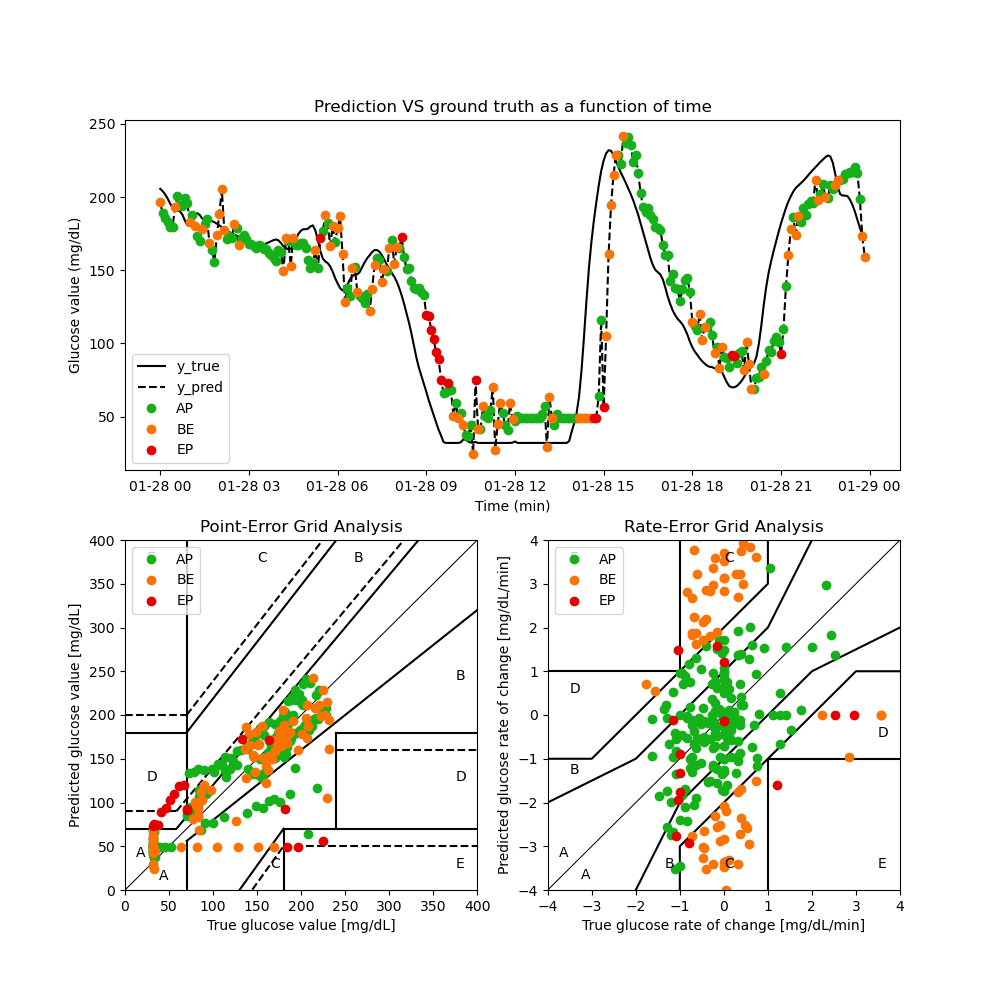 Prediction VS ground truth as a function of time
Glucose value (mg/dL)
250
200
150
100
50
y_true
y_pred
AP
BE
EP
01-28 00 01-28 03 01-28 06 01-28 09 01-28 12 01-28 15 01-28 18 01-28 21 01-29 00
Time (min)
Point-Error Grid Analysis
Predicted glucose value [mg/dL]
400
350
300
250
200
150
100
50
0
AP
BE
EP
C
B
B
D
D
A
A
C
E
0 50 100 150 200 250 300 350 400
True glucose value [mg/dL]
Rate-Error Grid Analysis
Predicted glucose rate of change [mg/dL/min]
4
3
2
1
0
−1
−2
−3
−4
AP
BE
EP
C
D
D
B
A
A
B
C
E
−4 −3 −2 −1 0 1 2 3 4
True glucose rate of change [mg/dL/min]